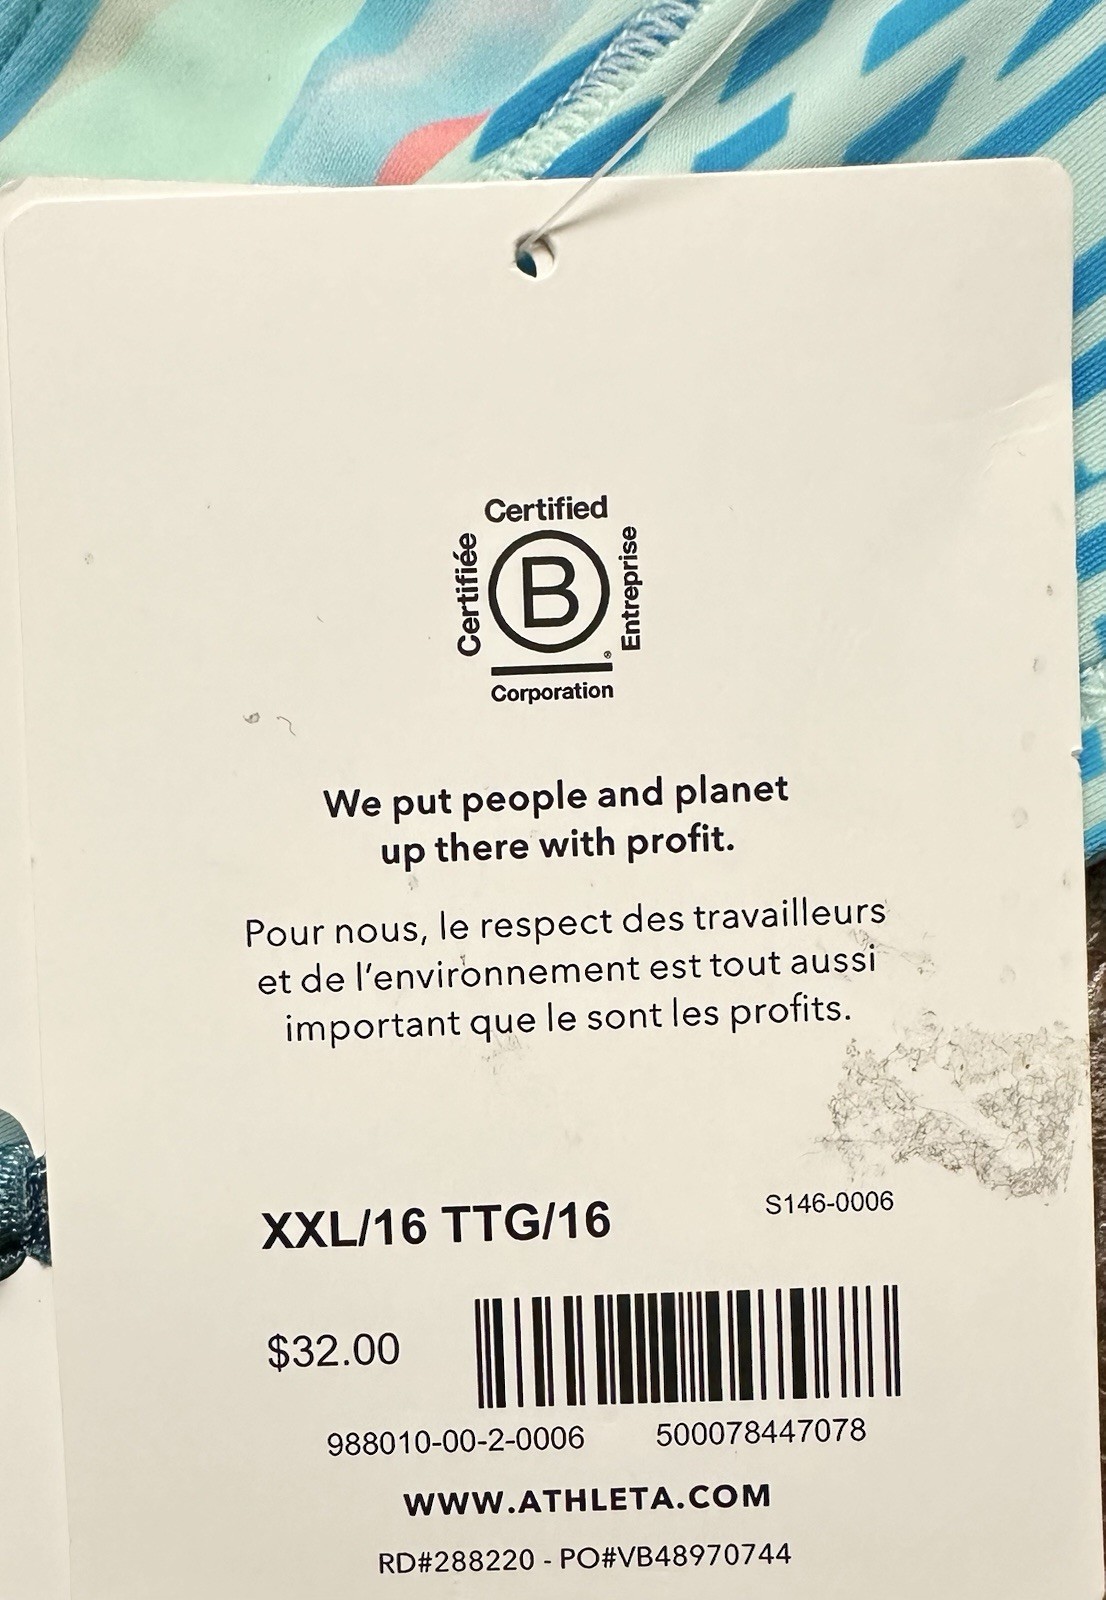 Certified
Certifiée
B
Entreprise
®
Corporation
We put people and planet
up there with profit.
Pour nous, le respect des travailleurs
et de l'environnement est tout aussi
important que le sont les profits.
XXL/16 TTG/16
S146-0006
$32.00
988010-00-2-0006 500078447078
WWW.ATHLETA.COM
RD#288220 - PO#VB48970744